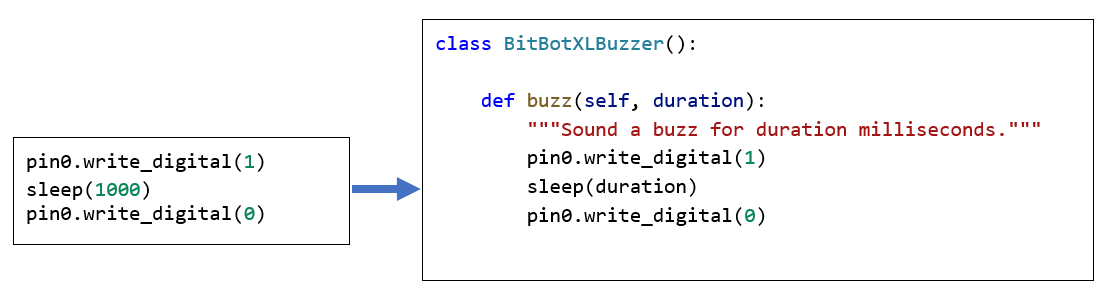 pin0.write_digital(1)
sleep(1000)
pin0.write_digital(0)
class BitBotXLBuzzer():
    def buzz(self, duration):
        """Sound a buzz for duration milliseconds."""
        pin0.write_digital(1)
        sleep(duration)
        pin0.write_digital(0)